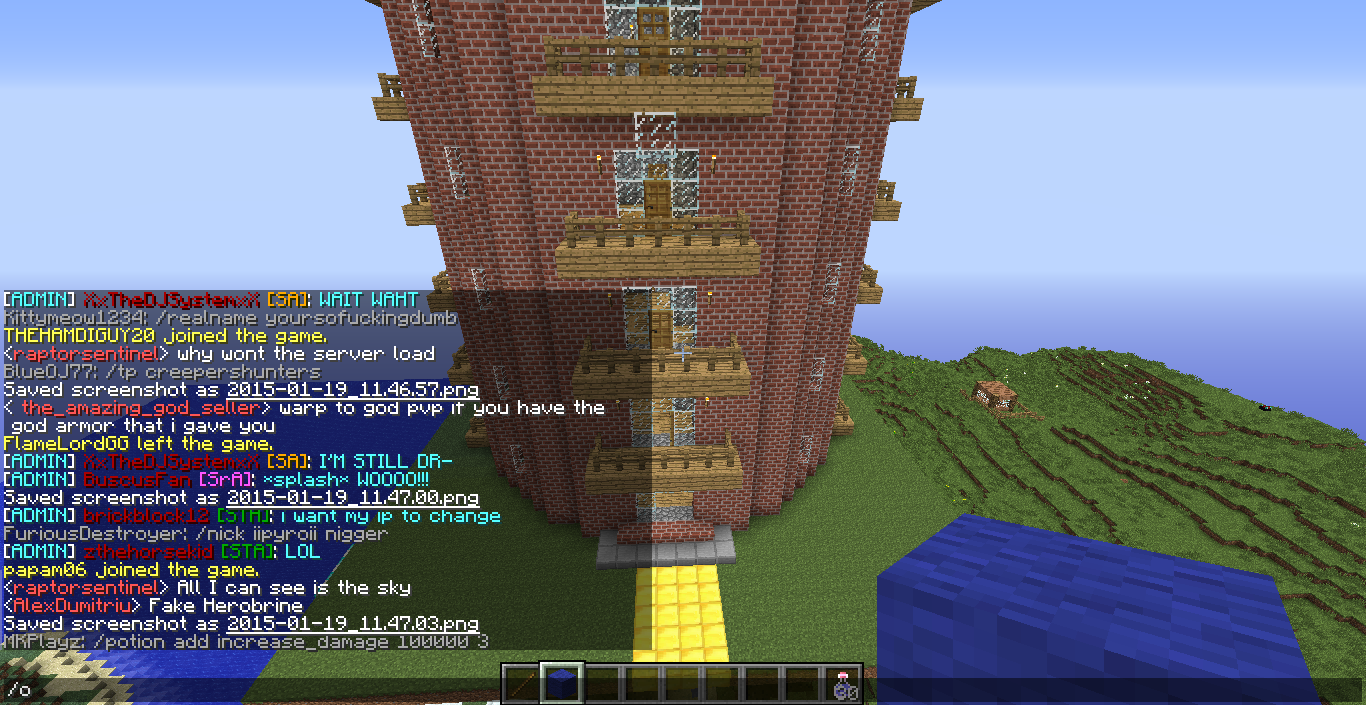 [ADMIN] XxTheDJSystemxX [SA]: WAIT WAHT
Kittymeow1234: /realname yoursofuckingdumb
THEHAMDIGUY20 joined the game.
<raptorsentinel> why wont the server load
BlueOJ77: /tp creepershunters
Saved screenshot as 2015-01-19_11.46.57.png
< the_amazing_god_seller> warp to god pvp if you have the
god armor that i gave you
FlameLordGG left the game.
[ADMIN] XxTheDJSystemxX [SA]: I'M STILL DR-
[ADMIN] BuscusFan [SrA]: *splash* WOOOO!!!
Saved screenshot as 2015-01-19_11.47.00.png
[ADMIN] brickblock12 [STA]: i want my ip to change
FuriousDestroyer: /nick iipyroii nigger
[ADMIN] zthehorsekid [STA]: LOL
papam06 joined the game.
<raptorsentinel> All I can see is the sky
<AlexDumitriu> Fake Herobrine
Saved screenshot as 2015-01-19_11.47.03.png
MRPlayz: /potion add increase_damage 100000 3
/o
0